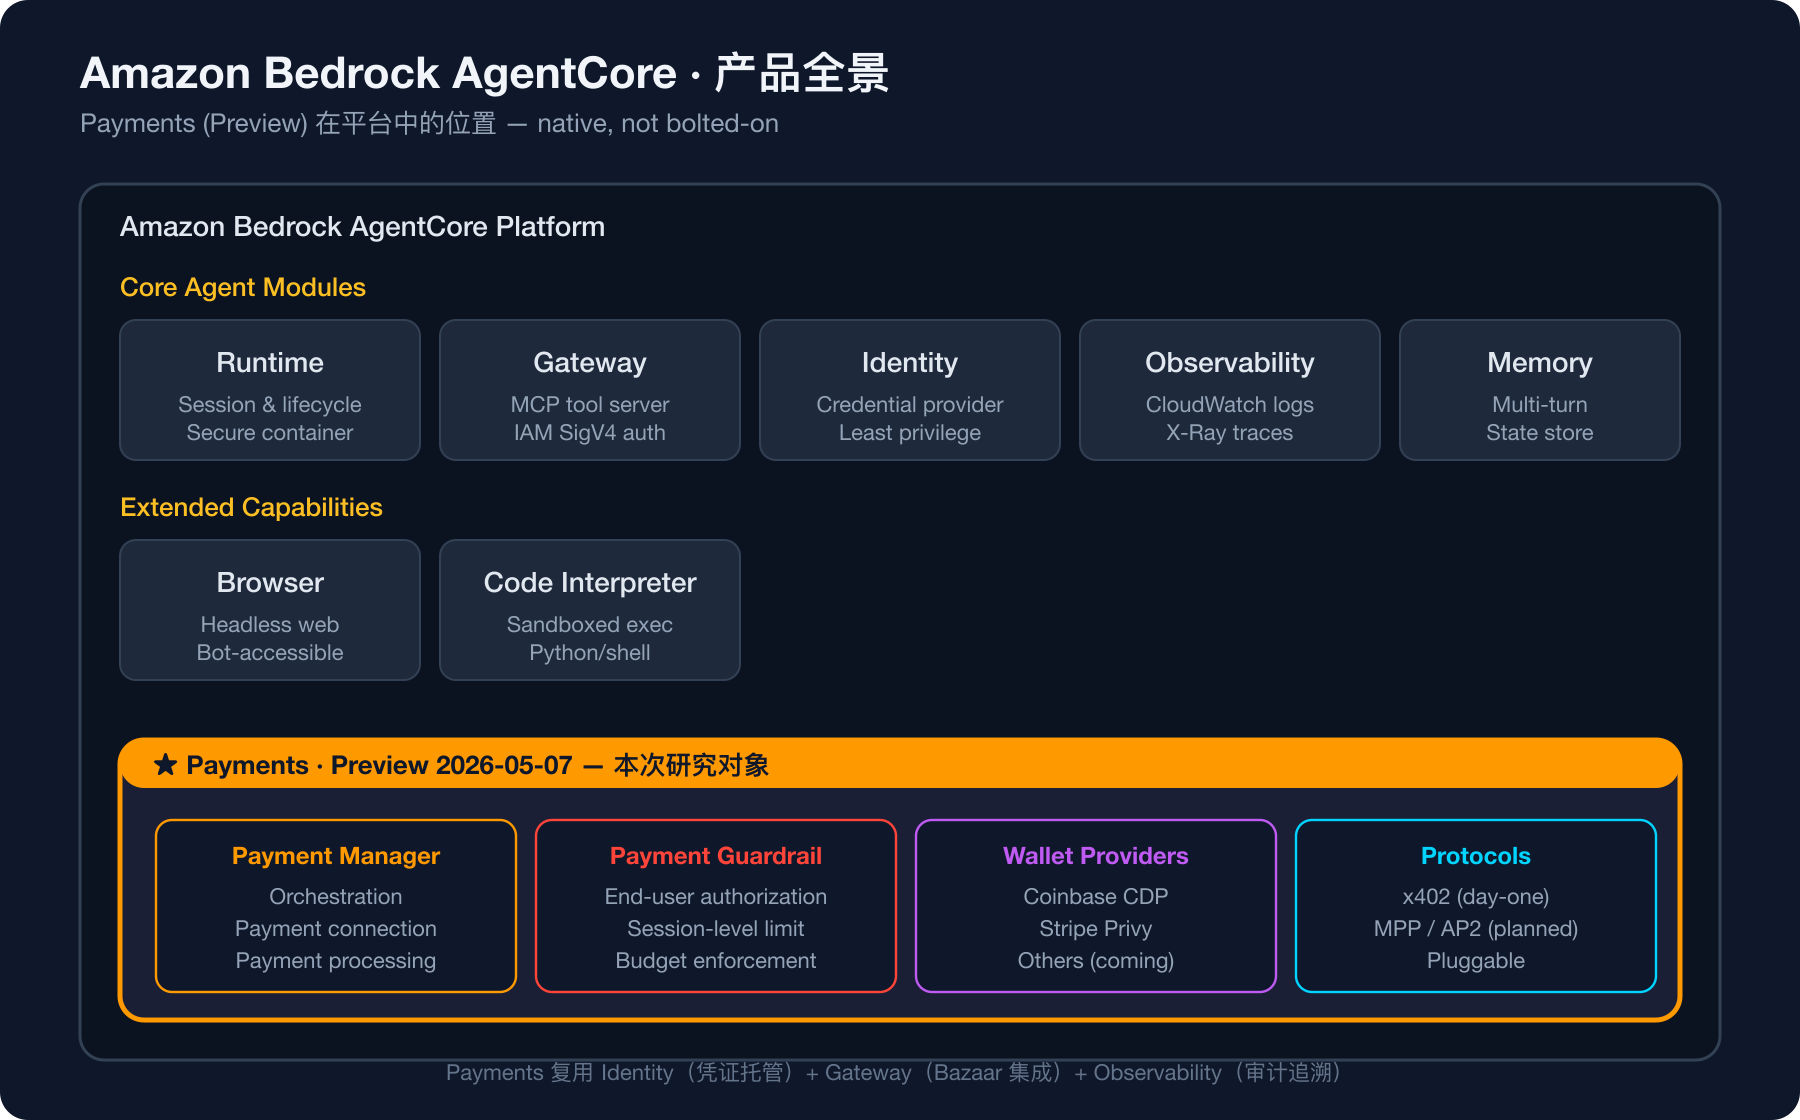 Amazon Bedrock AgentCore · 产品全景
Payments (Preview) 在平台中的位置 — native, not bolted-on
Amazon Bedrock AgentCore Platform
Core Agent Modules
Runtime
Session & lifecycle
Secure container
Gateway
MCP tool server
IAM SigV4 auth
Identity
Credential provider
Least privilege
Observability
CloudWatch logs
X-Ray traces
Memory
Multi-turn
State store
Extended Capabilities
Browser
Headless web
Bot-accessible
Code Interpreter
Sandboxed exec
Python/shell
★ Payments · Preview 2026-05-07 — 本次研究对象
Payment Manager
Orchestration
Payment connection
Payment processing
Payment Guardrail
End-user authorization
Session-level limit
Budget enforcement
Wallet Providers
Coinbase CDP
Stripe Privy
Others (coming)
Protocols
x402 (day-one)
MPP / AP2 (planned)
Pluggable
Payments 复用 Identity（凭证托管）+ Gateway（Bazaar 集成）+ Observability（审计追溯）